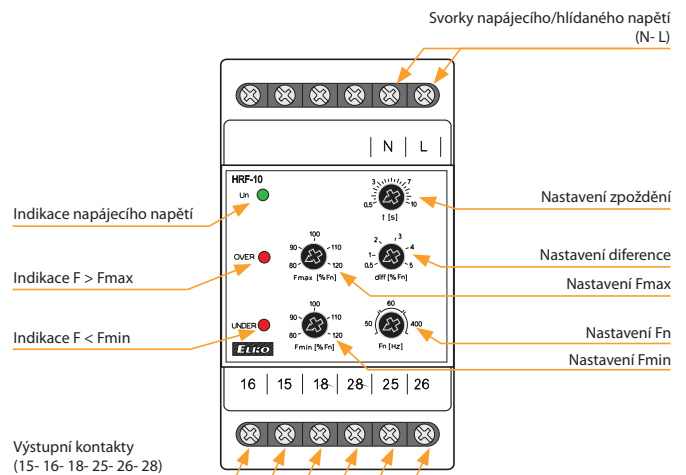 Svorky napájecího/hlídaného napětí
(N- L)
N L
HRF-10
Un
3 7
0.5 10
t [s]
Nastavení zpoždění
Indikace napájecího napětí
100
90 110
80 120
Fmax [%Fn]
2 3
1 4
0.5 5
diff [%Fn]
Nastavení diference
OVER
Nastavení Fmax
Indikace F > Fmax
100
90 110
80 120
Fmin [%Fn]
60
50 400
Fn [Hz]
UNDER
Nastavení Fn
Indikace F < Fmin
ELKO
Nastavení Fmin
16 15 18 28 25 26
Výstupní kontakty
(15- 16- 18- 25- 26- 28)